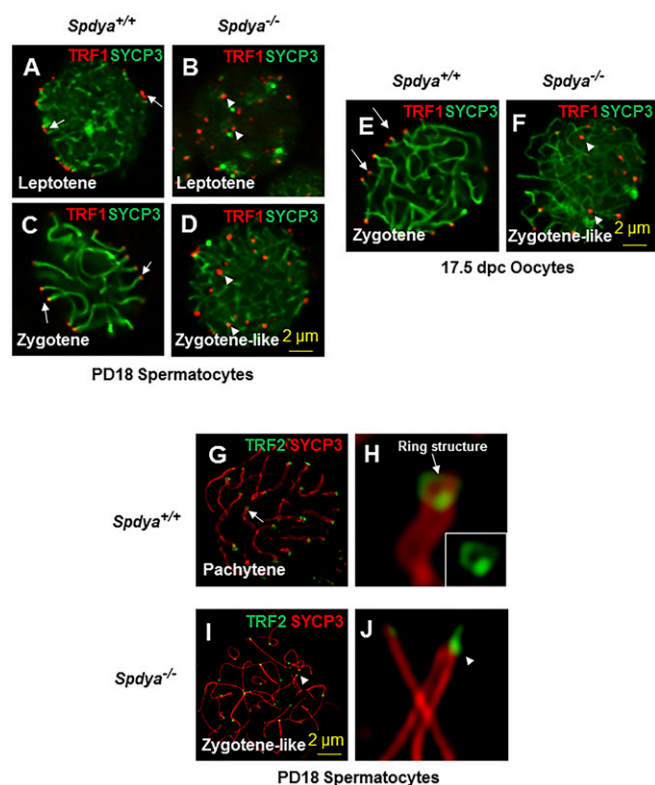 Spdya+/+ Spdya-/-
A TRF1 SYCP3 Leptotene
B TRF1 SYCP3 Leptotene
C TRF1 SYCP3 Zygotene
D TRF1 SYCP3 Zygotene-like 2 µm
PD18 Spermatocytes
Spdya+/+ Spdya-/-
E TRF1 SYCP3 Zygotene
F TRF1 SYCP3 Zygotene-like 2 µm
17.5 dpc Oocytes
Spdya+/+
G TRF2 SYCP3 Pachytene
H Ring structure
Spdya-/-
I TRF2 SYCP3 Zygotene-like 2 µm
J
PD18 Spermatocytes